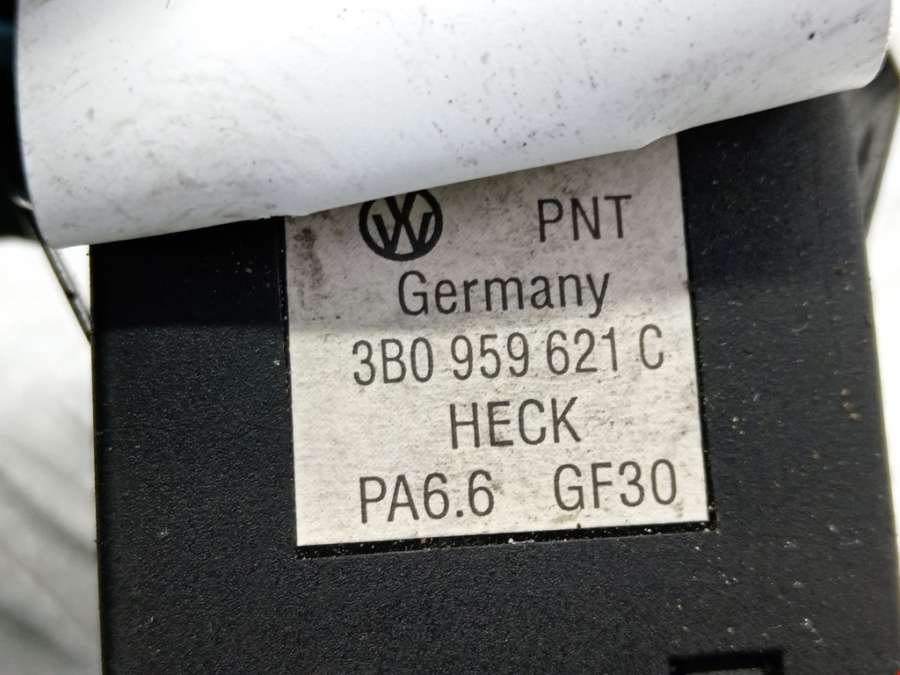 PNT
Germany
3B0 959 621 C
HECK
PA6.6 GF30